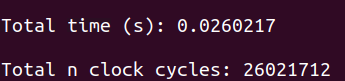 Total time (s): 0.0260217
Total n clock cycles: 26021712